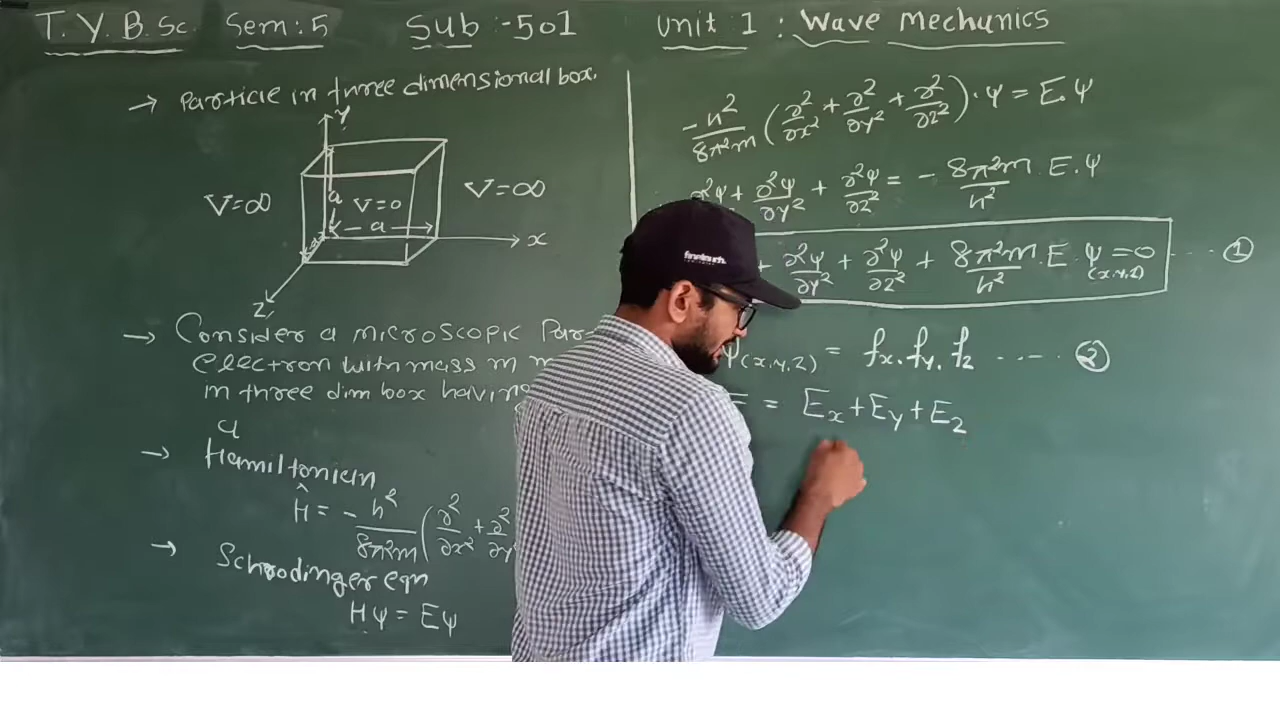 T. Y. B. Sc. Sem: 5 Sub :-501 Unit 1 : Wave Mechanics
→ Particle in three dimensional box.
Y
V=∞
a V=0
V=∞
a
a
x
Z
→ Consider a microscopic Par
electron with mass m m
in three dim box having
a
→ Hamiltonian
Ĥ = - h²/8π²m (∂²/∂x² + ∂²/∂y²
→ Schrodinger eqn
Hψ = Eψ
-h²/8π²m (∂²/∂x² + ∂²/∂y² + ∂²/∂z²) · ψ = E.ψ
∂²ψ + ∂²ψ/∂y² + ∂²ψ/∂z² = - 8π²m/h² . E. ψ
+ ∂²ψ/∂y² + ∂²ψ/∂z² + 8π²m/h² . E ψ(x,y,z) = 0 .... ①
ψ(x,y,z) = fx. fy. fz ..... ②
= Ex + Ey + Ez